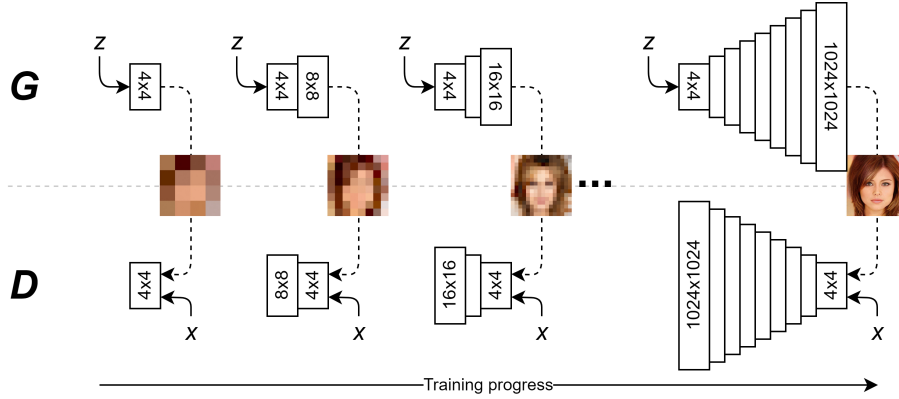 z z z z
G 4x4 4x4 8x8 4x4 16x16 4x4 1024x1024
...
D 4x4 8x8 4x4 16x16 4x4 1024x1024 4x4
x x x x
Training progress